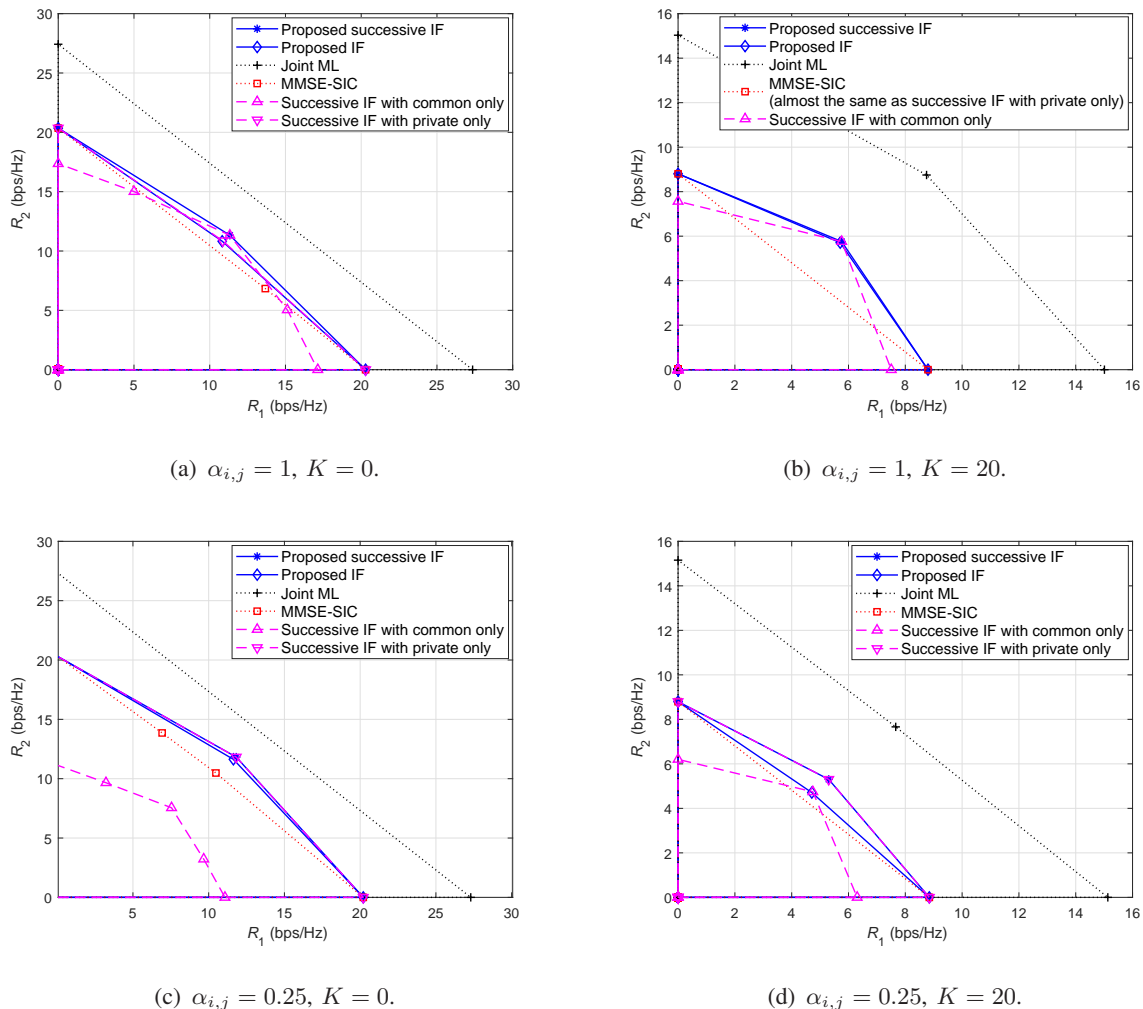 30
25
20
15
10
5
0
R2 (bps/Hz)
0 5 10 15 20 25 30
R1 (bps/Hz)
Proposed successive IF
Proposed IF
Joint ML
MMSE-SIC
Successive IF with common only
Successive IF with private only
(a) αi,j = 1, K = 0.
16
14
12
10
8
6
4
2
0
R2 (bps/Hz)
0 2 4 6 8 10 12 14 16
R1 (bps/Hz)
Proposed successive IF
Proposed IF
Joint ML
MMSE-SIC
(almost the same as successive IF with private only)
Successive IF with common only
(b) αi,j = 1, K = 20.
30
25
20
15
10
5
0
R2 (bps/Hz)
5 10 15 20 25 30
R1 (bps/Hz)
Proposed successive IF
Proposed IF
Joint ML
MMSE-SIC
Successive IF with common only
Successive IF with private only
(c) αi,j = 0.25, K = 0.
16
14
12
10
8
6
4
2
0
R2 (bps/Hz)
0 2 4 6 8 10 12 14 16
R1 (bps/Hz)
Proposed successive IF
Proposed IF
Joint ML
MMSE-SIC
Successive IF with common only
Successive IF with private only
(d) αi,j = 0.25, K = 20.